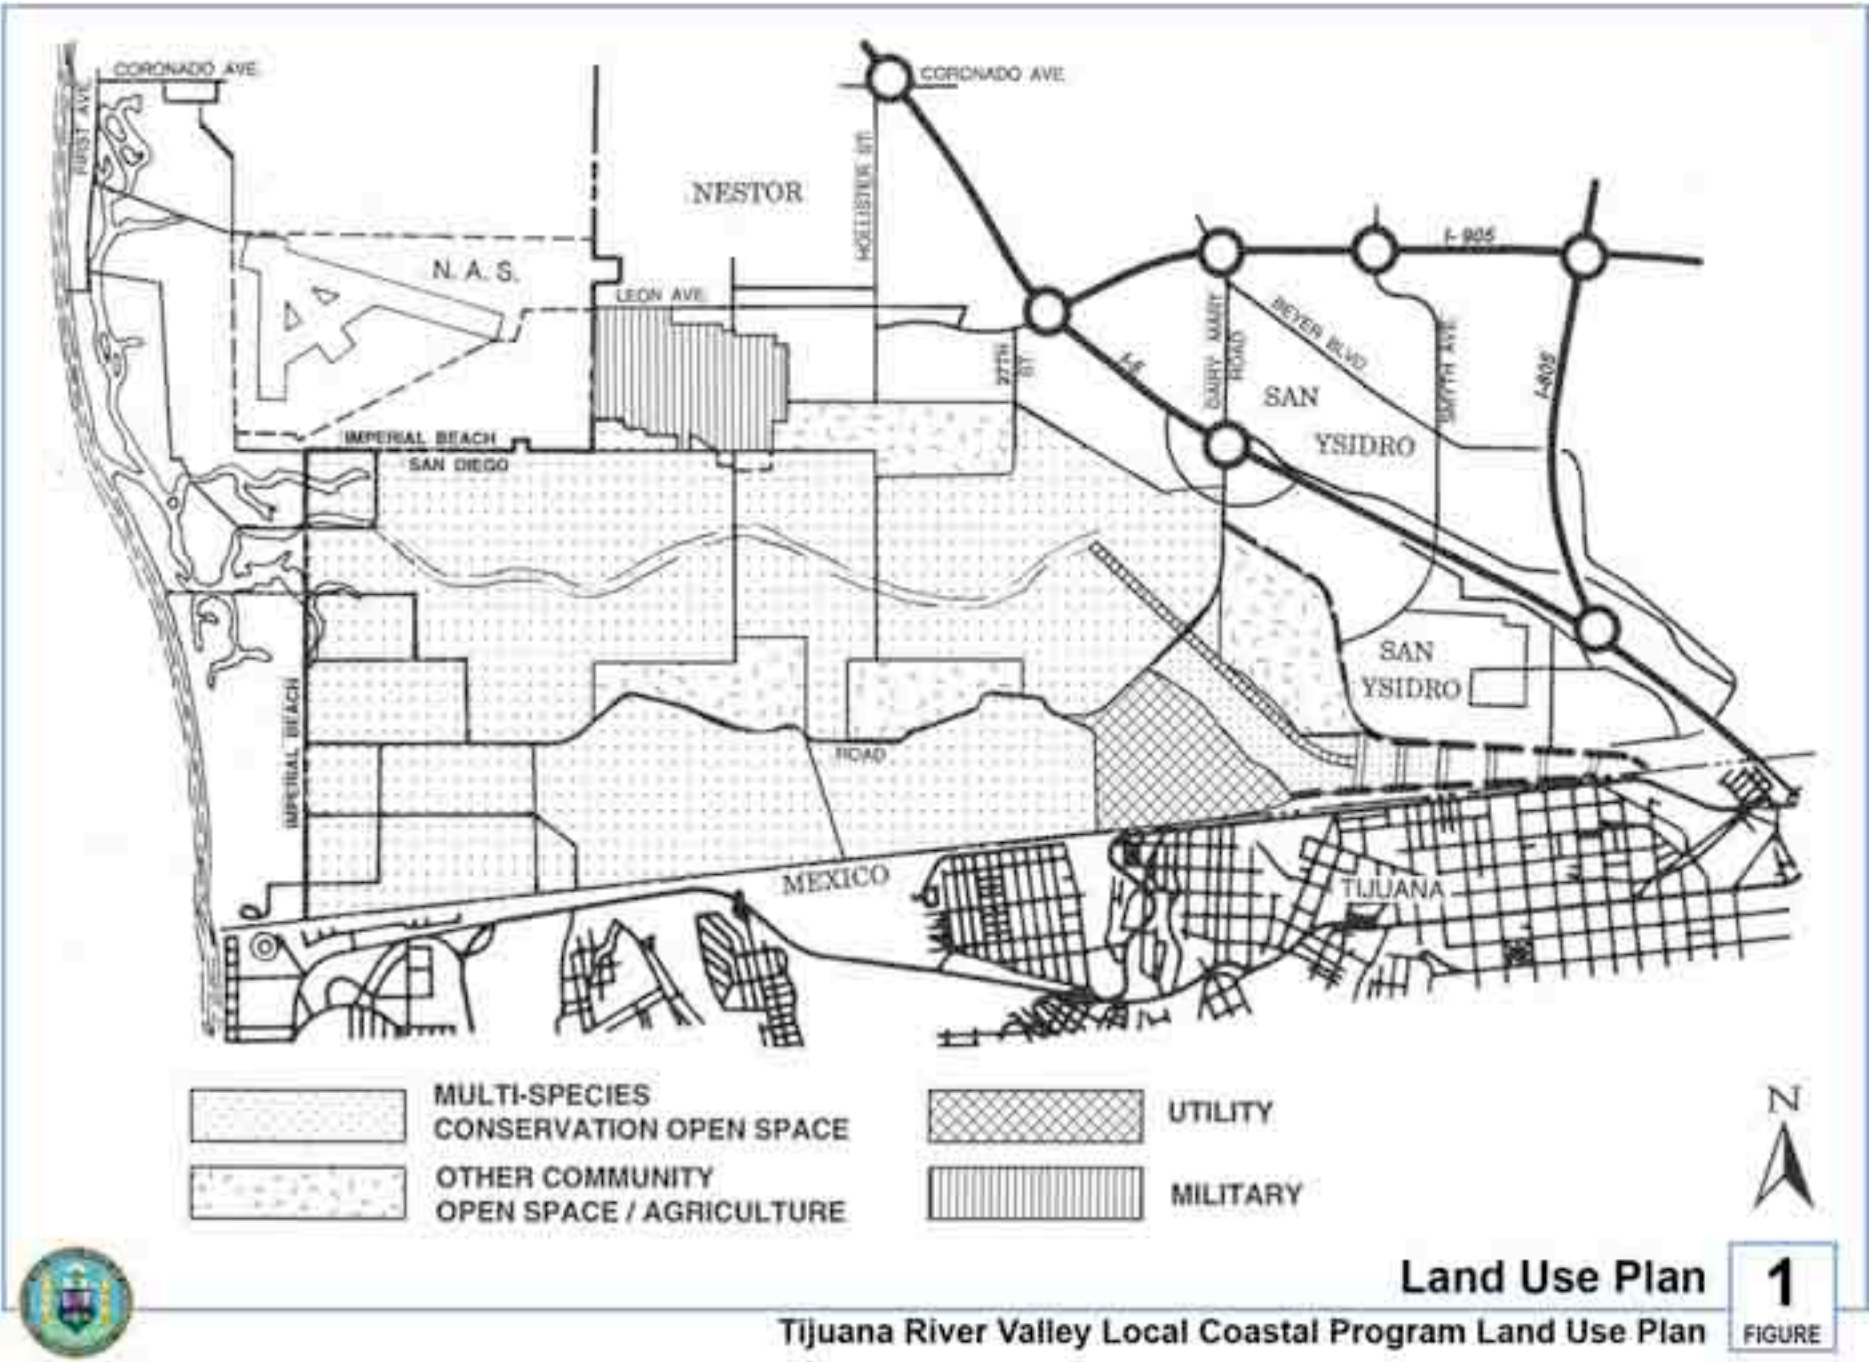 CORONADO AVE.
CORONADO AVE.
FIRST AVE.
HOLLISTER ST.
NESTOR
I-905
N. A. S.
LEON AVE.
DAIRY MART
ROAD
BEYER BLVD.
SMYTH AVE.
27TH
ST
I-5
I-805
SAN
YSIDRO
IMPERIAL BEACH
SAN DIEGO
SAN
YSIDRO
IMPERIAL BEACH
ROAD
MEXICO
TIJUANA
MULTI-SPECIES
CONSERVATION OPEN SPACE
OTHER COMMUNITY
OPEN SPACE / AGRICULTURE
UTILITY
MILITARY
N
Land Use Plan
Tijuana River Valley Local Coastal Program Land Use Plan
1
FIGURE